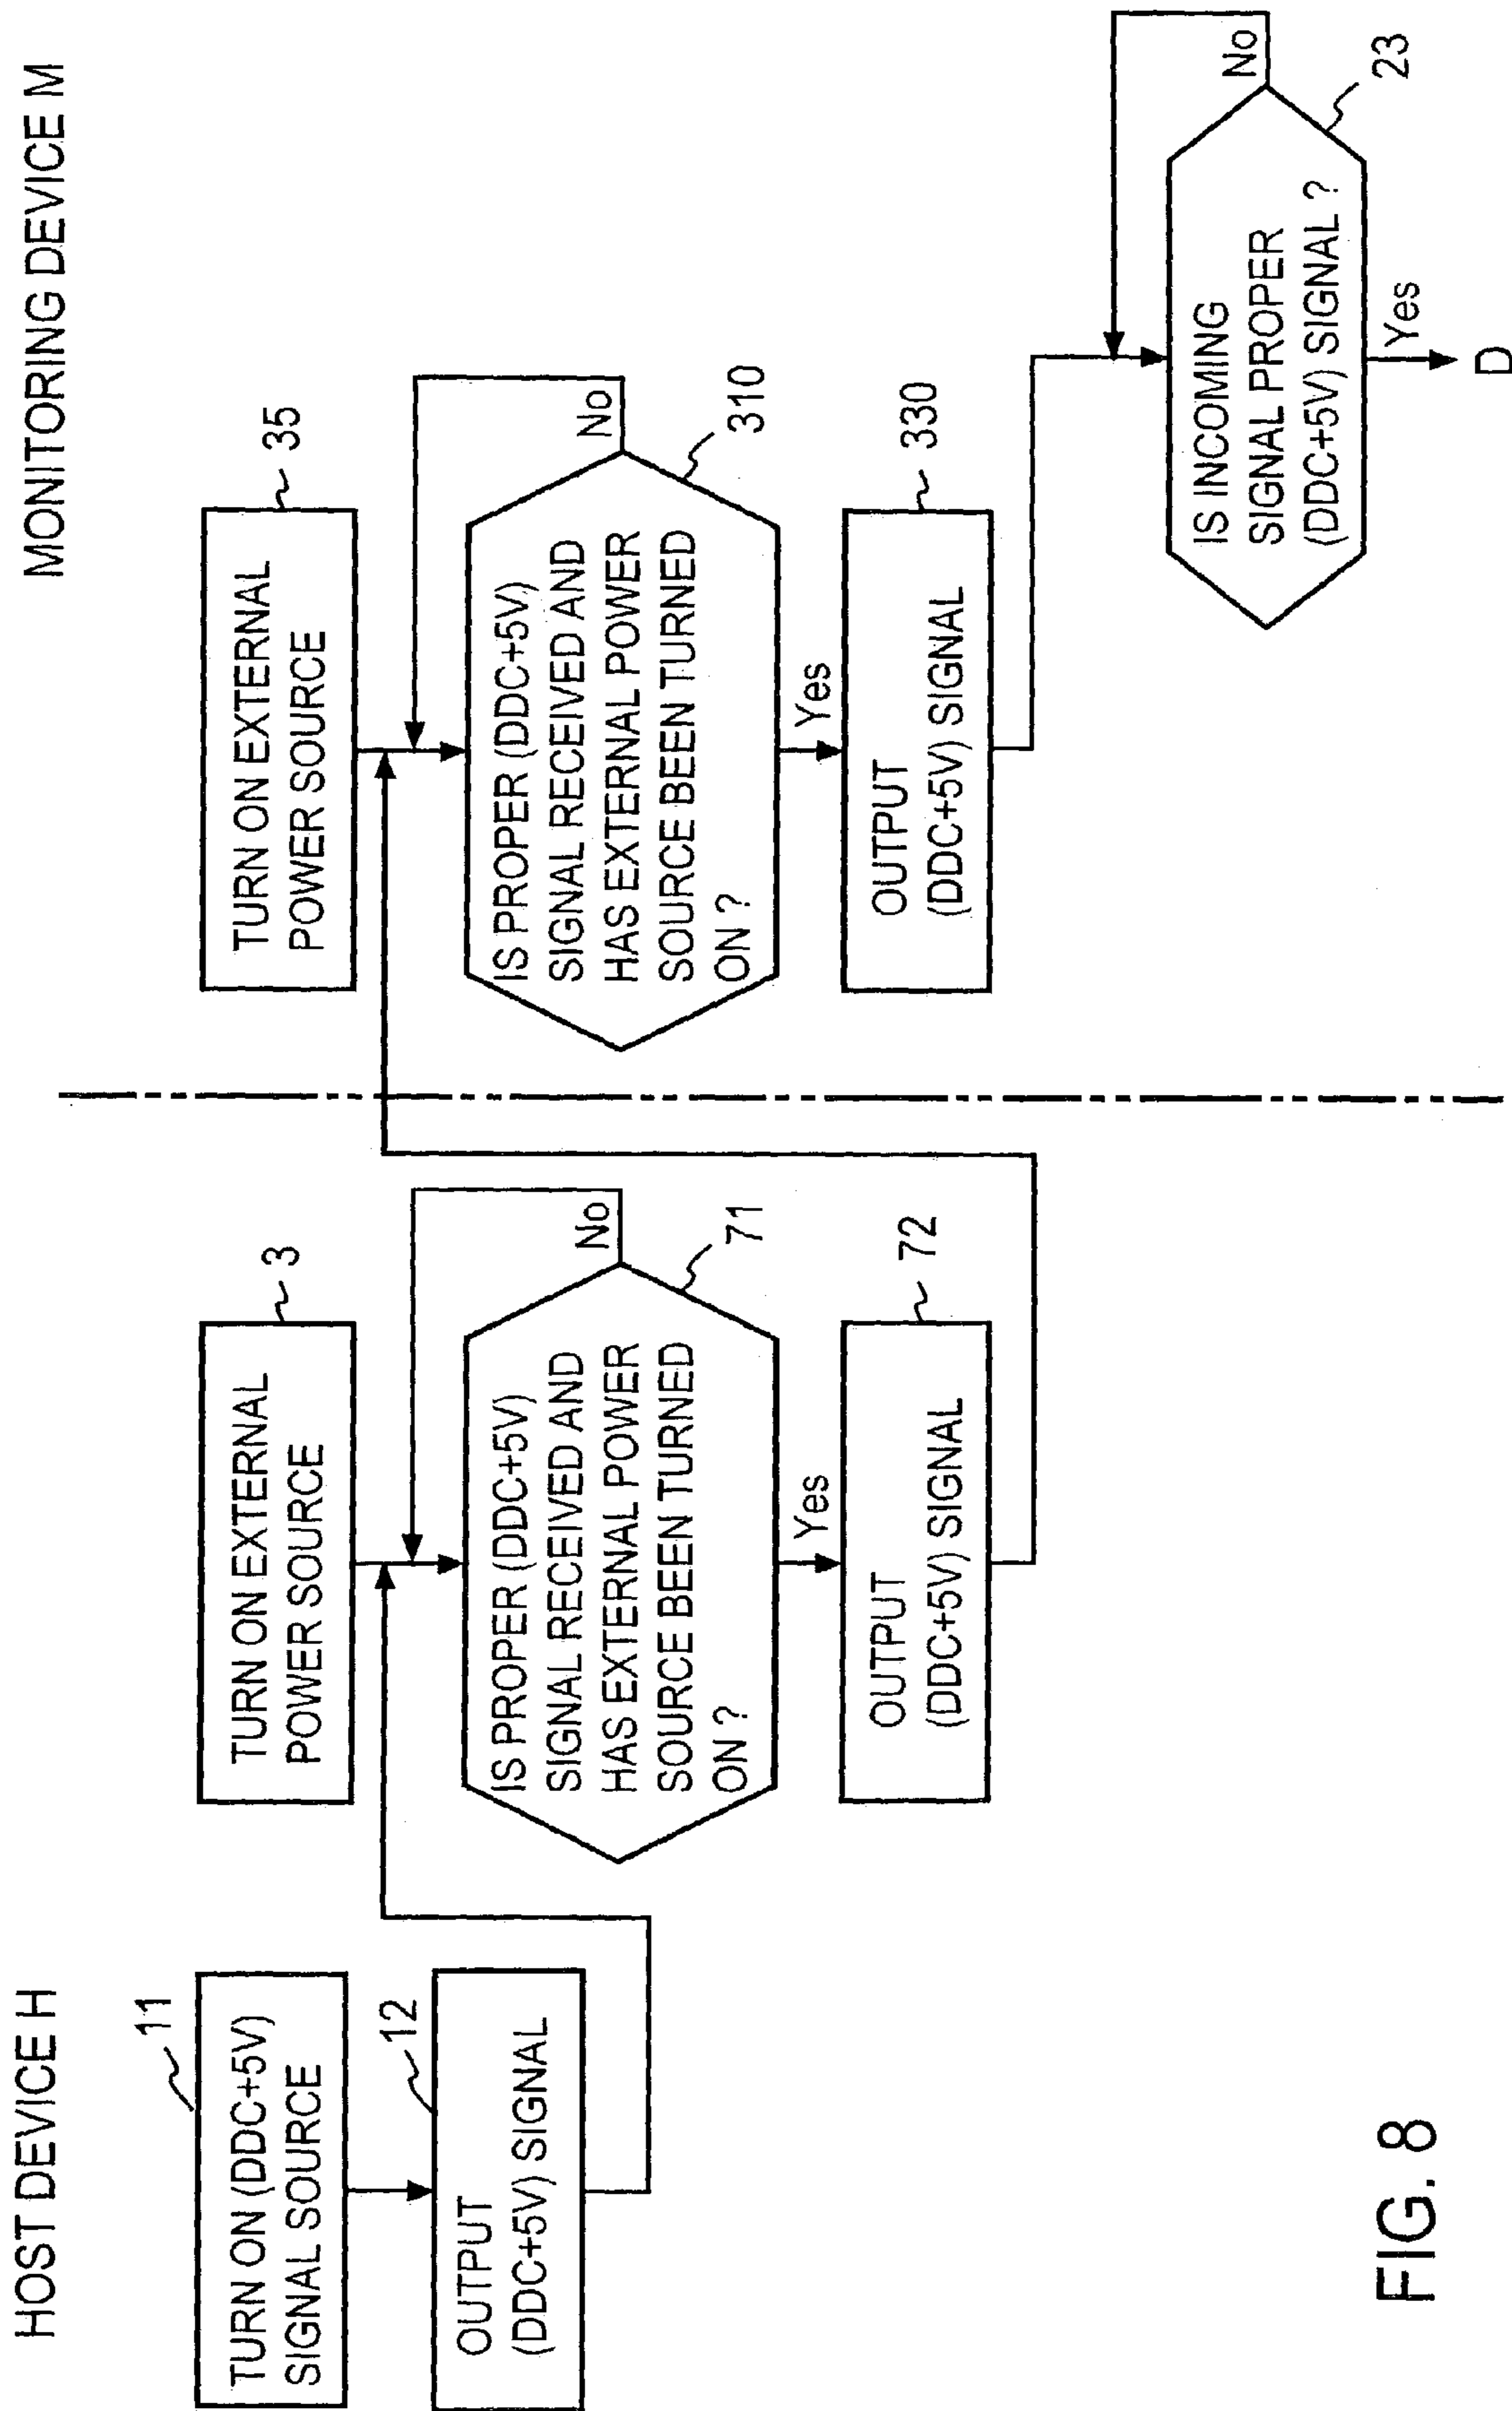 HOST DEVICE H
MONITORING DEVICE M
11
TURN ON (DDC+5V)
SIGNAL SOURCE
12
OUTPUT
(DDC+5V) SIGNAL
3
TURN ON EXTERNAL
POWER SOURCE
IS PROPER (DDC+5V)
SIGNAL RECEIVED AND
HAS EXTERNAL POWER
SOURCE BEEN TURNED
ON ?
No
71
Yes
72
OUTPUT
(DDC+5V) SIGNAL
35
TURN ON EXTERNAL
POWER SOURCE
IS PROPER (DDC+5V)
SIGNAL RECEIVED AND
HAS EXTERNAL POWER
SOURCE BEEN TURNED
ON ?
No
310
Yes
330
OUTPUT
(DDC+5V) SIGNAL
IS INCOMING
SIGNAL PROPER
(DDC+5V) SIGNAL ?
No
23
Yes
D
FIG. 8